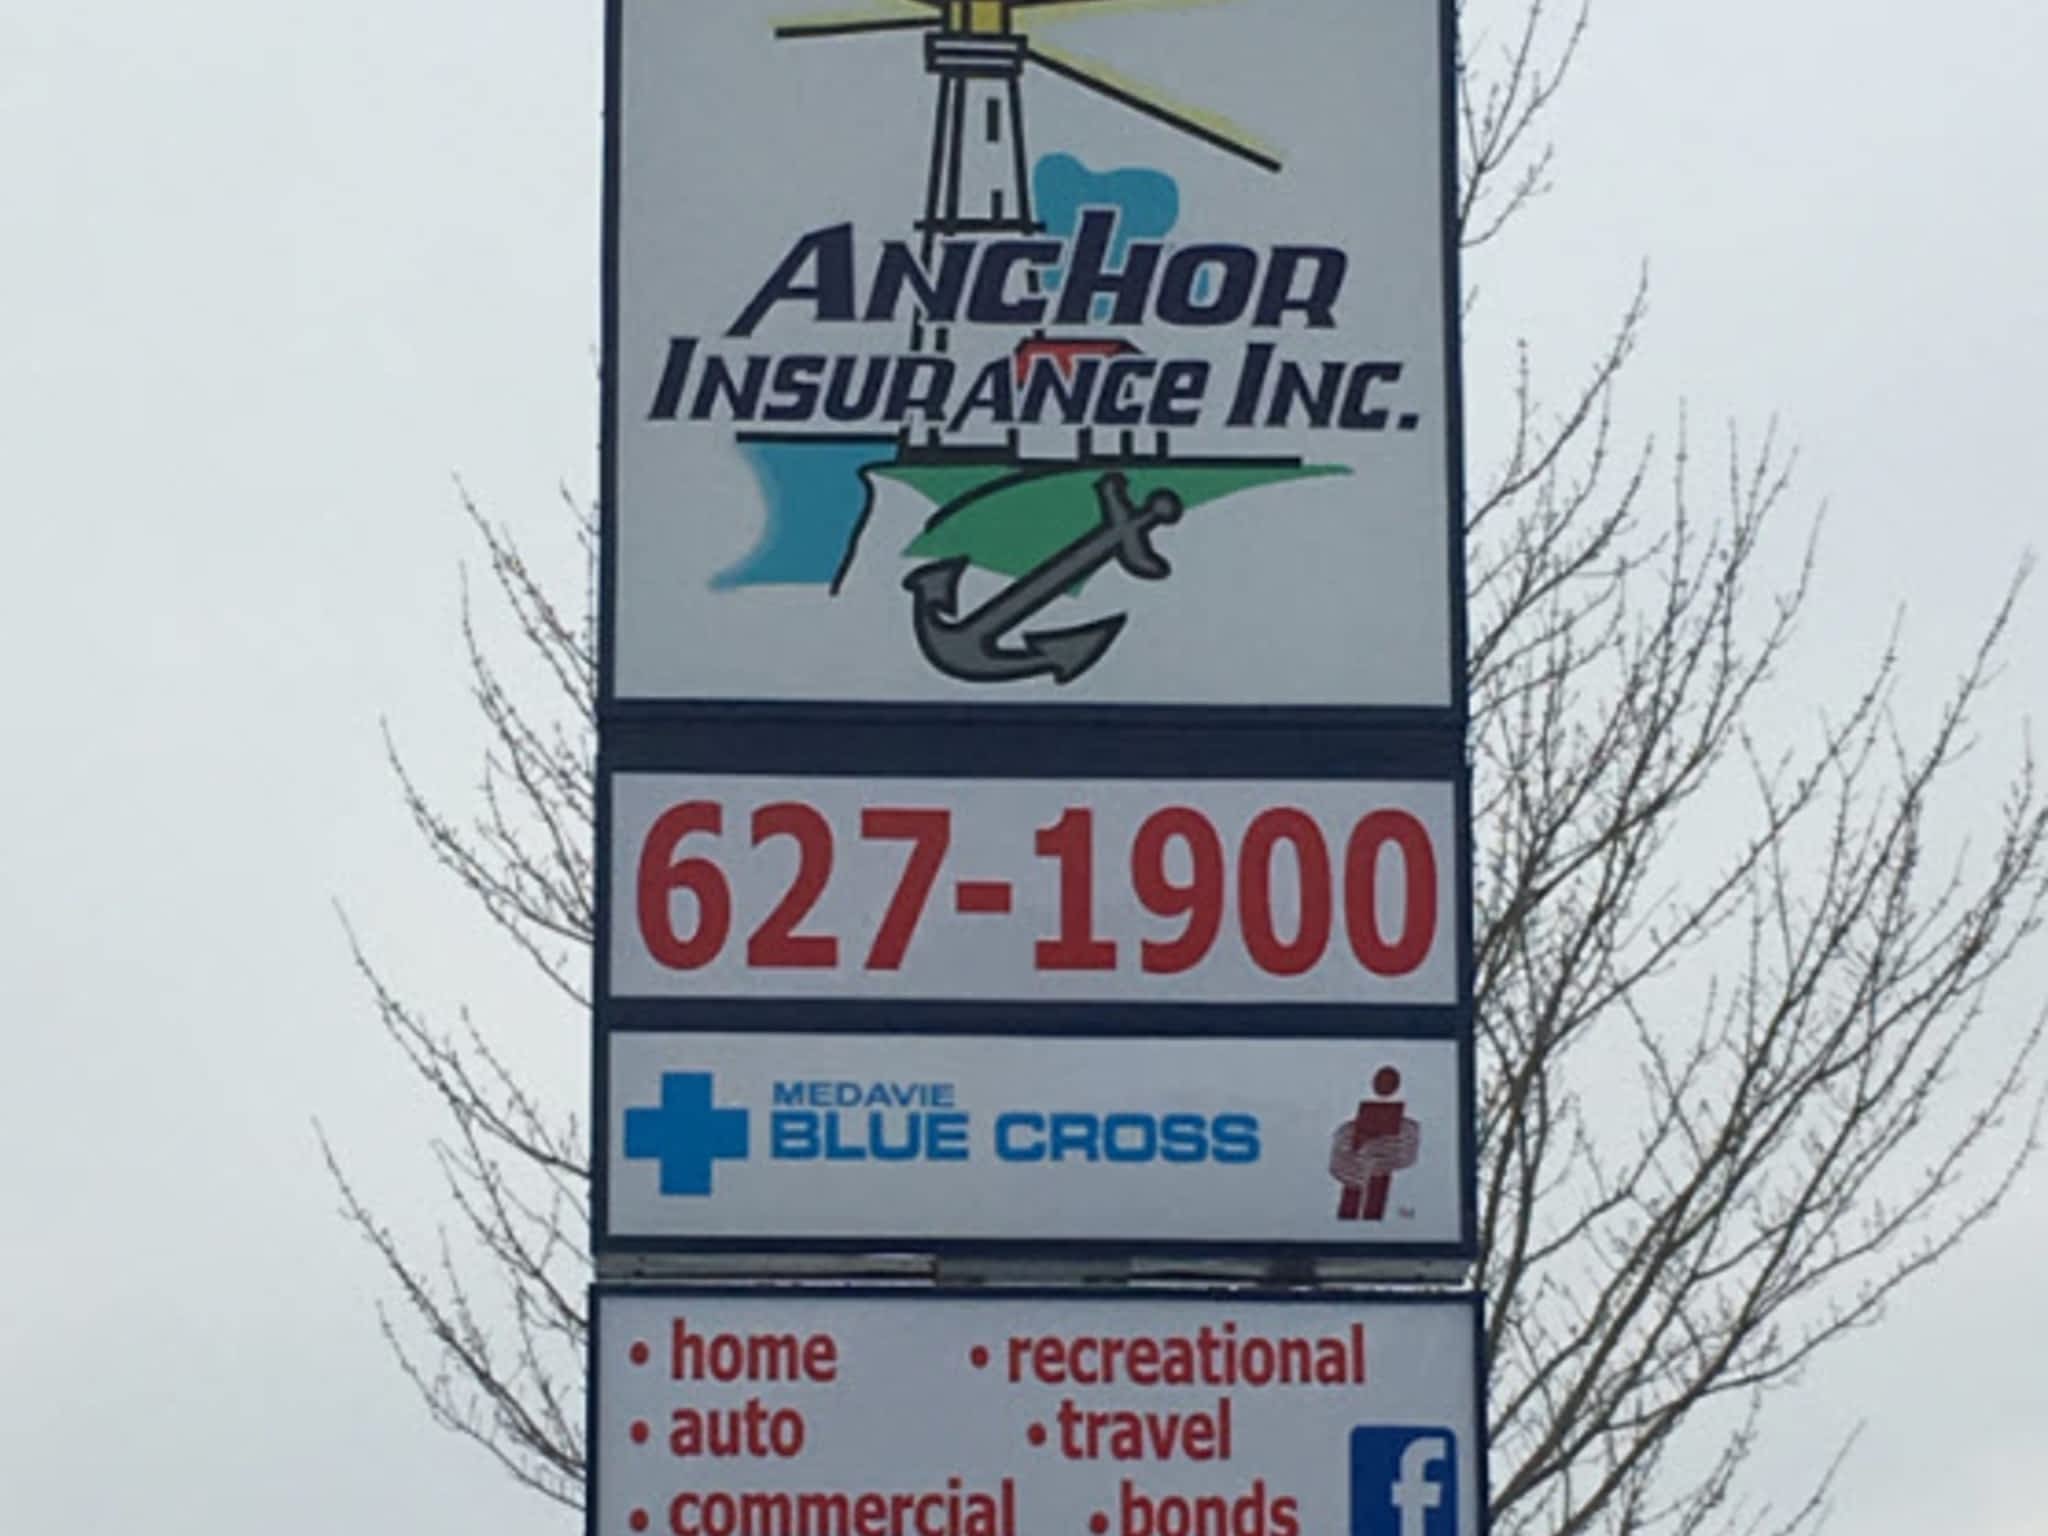 ANCHOR
INSURANCE INC.
627-1900
MEDAVIE
BLUE CROSS
• home • recreational
• auto • travel
• commercial • bonds
f